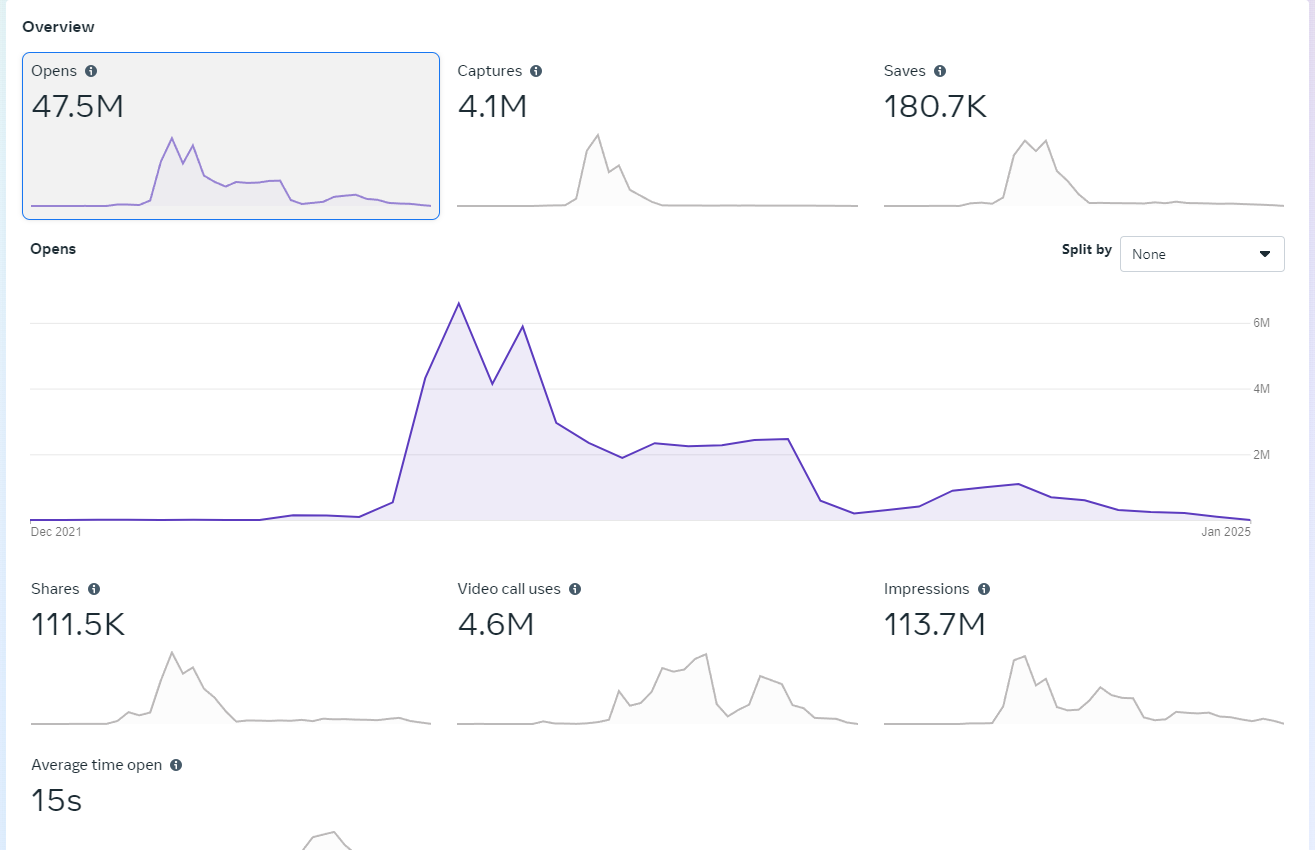 Overview
Opens
47.5M
Captures
4.1M
Saves
180.7K
Opens
Split by
None
6M
4M
2M
Dec 2021
Jan 2025
Shares
111.5K
Video call uses
4.6M
Impressions
113.7M
Average time open
15s